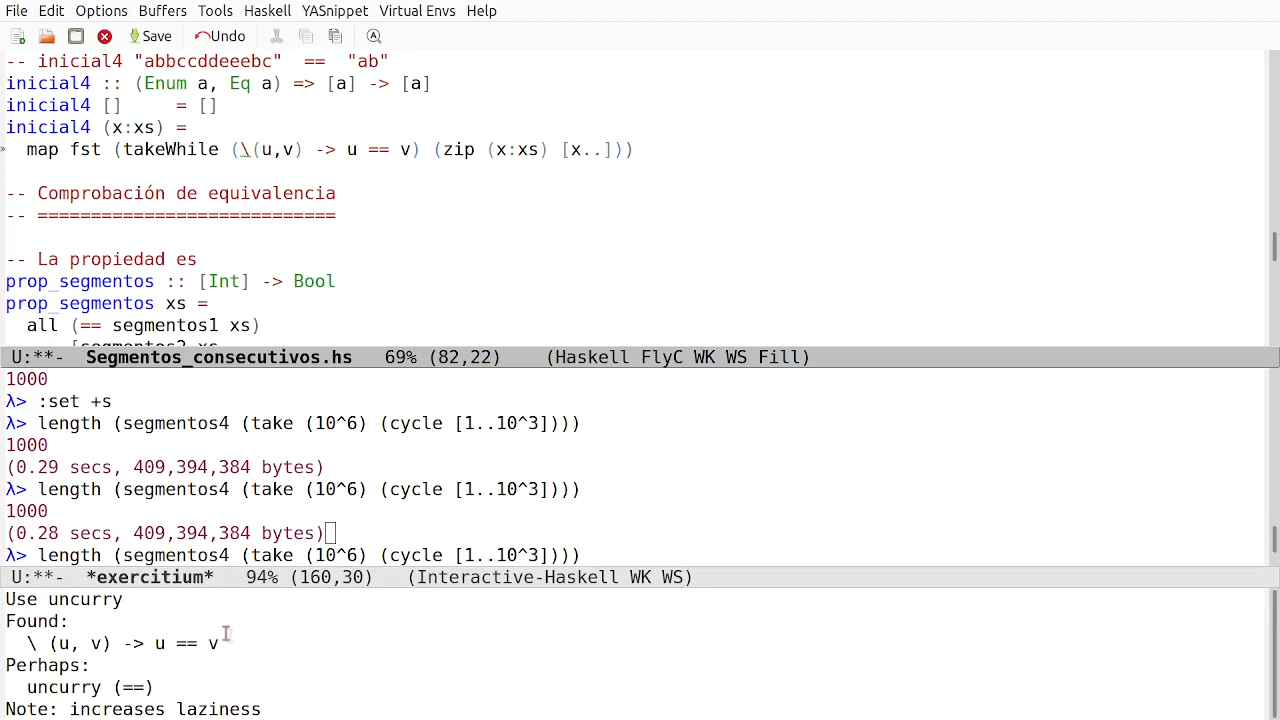 File Edit Options Buffers Tools Haskell YASnippet Virtual Envs Help
Save Undo
-- inicial4 "abbccddeeebc"  ==  "ab"
inicial4 :: (Enum a, Eq a) => [a] -> [a]
inicial4 []     = []
inicial4 (x:xs) =
  map fst (takeWhile (\(u,v) -> u == v) (zip (x:xs) [x..]))
-- Comprobación de equivalencia
-- ============================
-- La propiedad es
prop_segmentos :: [Int] -> Bool
prop_segmentos xs =
  all (== segmentos1 xs)
      [segmentos2 xs
U:**-  Segmentos_consecutivos.hs   69% (82,22)    (Haskell FlyC WK WS Fill)
1000
λ> :set +s
λ> length (segmentos4 (take (10^6) (cycle [1..10^3])))
1000
(0.29 secs, 409,394,384 bytes)
λ> length (segmentos4 (take (10^6) (cycle [1..10^3])))
1000
(0.28 secs, 409,394,384 bytes)
λ> length (segmentos4 (take (10^6) (cycle [1..10^3])))
U:**-  *exercitium*   94% (160,30)   (Interactive-Haskell WK WS)
Use uncurry
Found:
  \ (u, v) -> u == v
Perhaps:
  uncurry (==)
Note: increases laziness